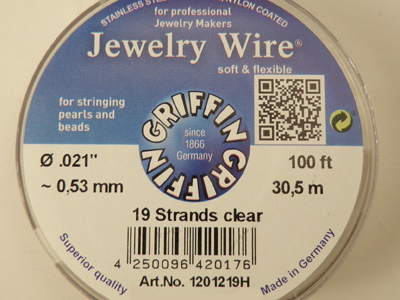 STAINLESS STEEL NYLON COATED
for professional
Jewelry Makers
Jewelry Wire®
soft & flexible
for stringing
pearls and
beads
GRIFFIN GRIFFIN
since
1866
Germany
Ø .021"
100 ft
~ 0,53 mm
30,5 m
19 Strands clear
4 250096 420176
Art.No. 1201219H
Superior quality
Made in Germany